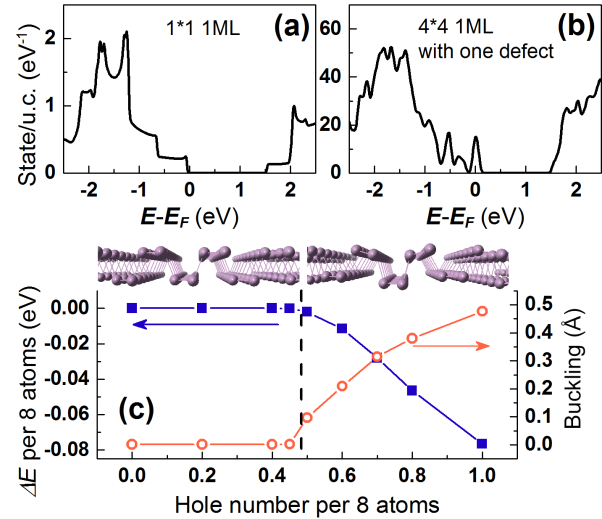 1*1 1ML (a)
4*4 1ML (b)
with one defect
State/u.c. (eV⁻¹)
2
1
0
60
40
20
0
-2 -1 0 1 2
-2 -1 0 1 2
E-E_F (eV)
E-E_F (eV)
ΔE per 8 atoms (eV)
0.00
-0.02
-0.04
-0.06
-0.08
(c)
0.5
0.4
0.3
0.2
0.1
0.0
Buckling (Å)
0.0 0.2 0.4 0.6 0.8 1.0
Hole number per 8 atoms